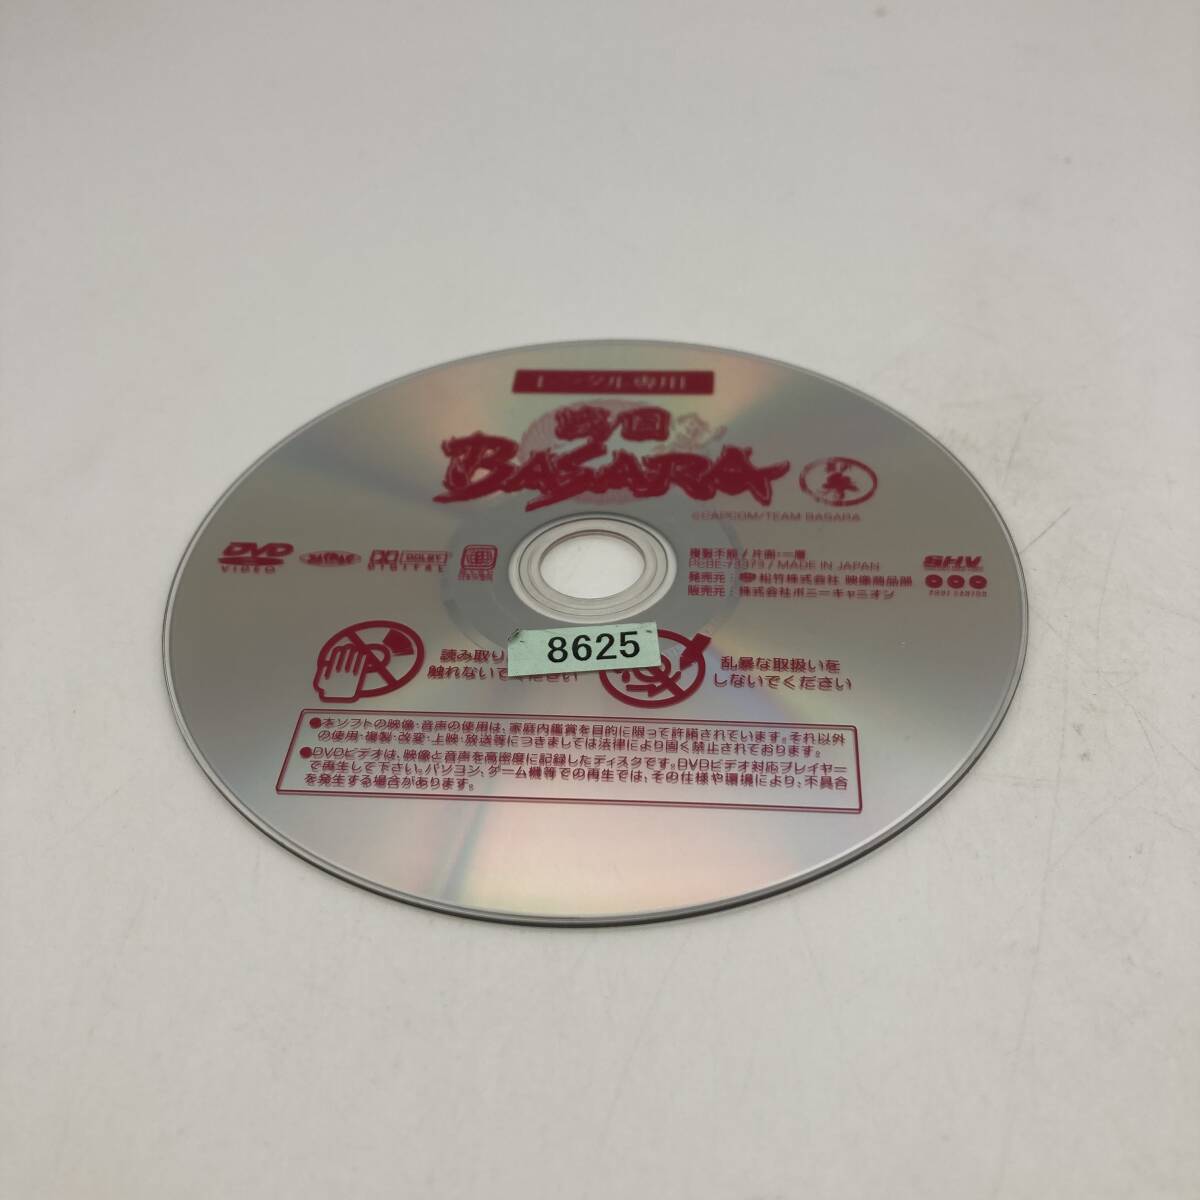 レンタル専用
戦国
BASARA
©CAPCOM/TEAM BASARA
DVD
VIDEO
DOLBY
DIGITAL
複製不能 / 片面・一層
PCBE-73373 / MADE IN JAPAN
発売元: 松竹株式会社 映像商品部
販売元: 株式会社ポニーキャニオン
SHV
8625
読み取り
触れないでください
乱暴な取扱いを
しないでください
●本ソフトの映像・音声の使用は、家庭内鑑賞を目的に限って許諾されています。それ以外
の使用・複製・改変・上映・放送等につきましては法律により固く禁止されております。
●DVDビデオは、映像と音声を高密度に記録したディスクです。DVDビデオ対応プレイヤー
で再生して下さい。パソコン、ゲーム機等での再生では、その仕様や環境により、不具合
を発生する場合があります。